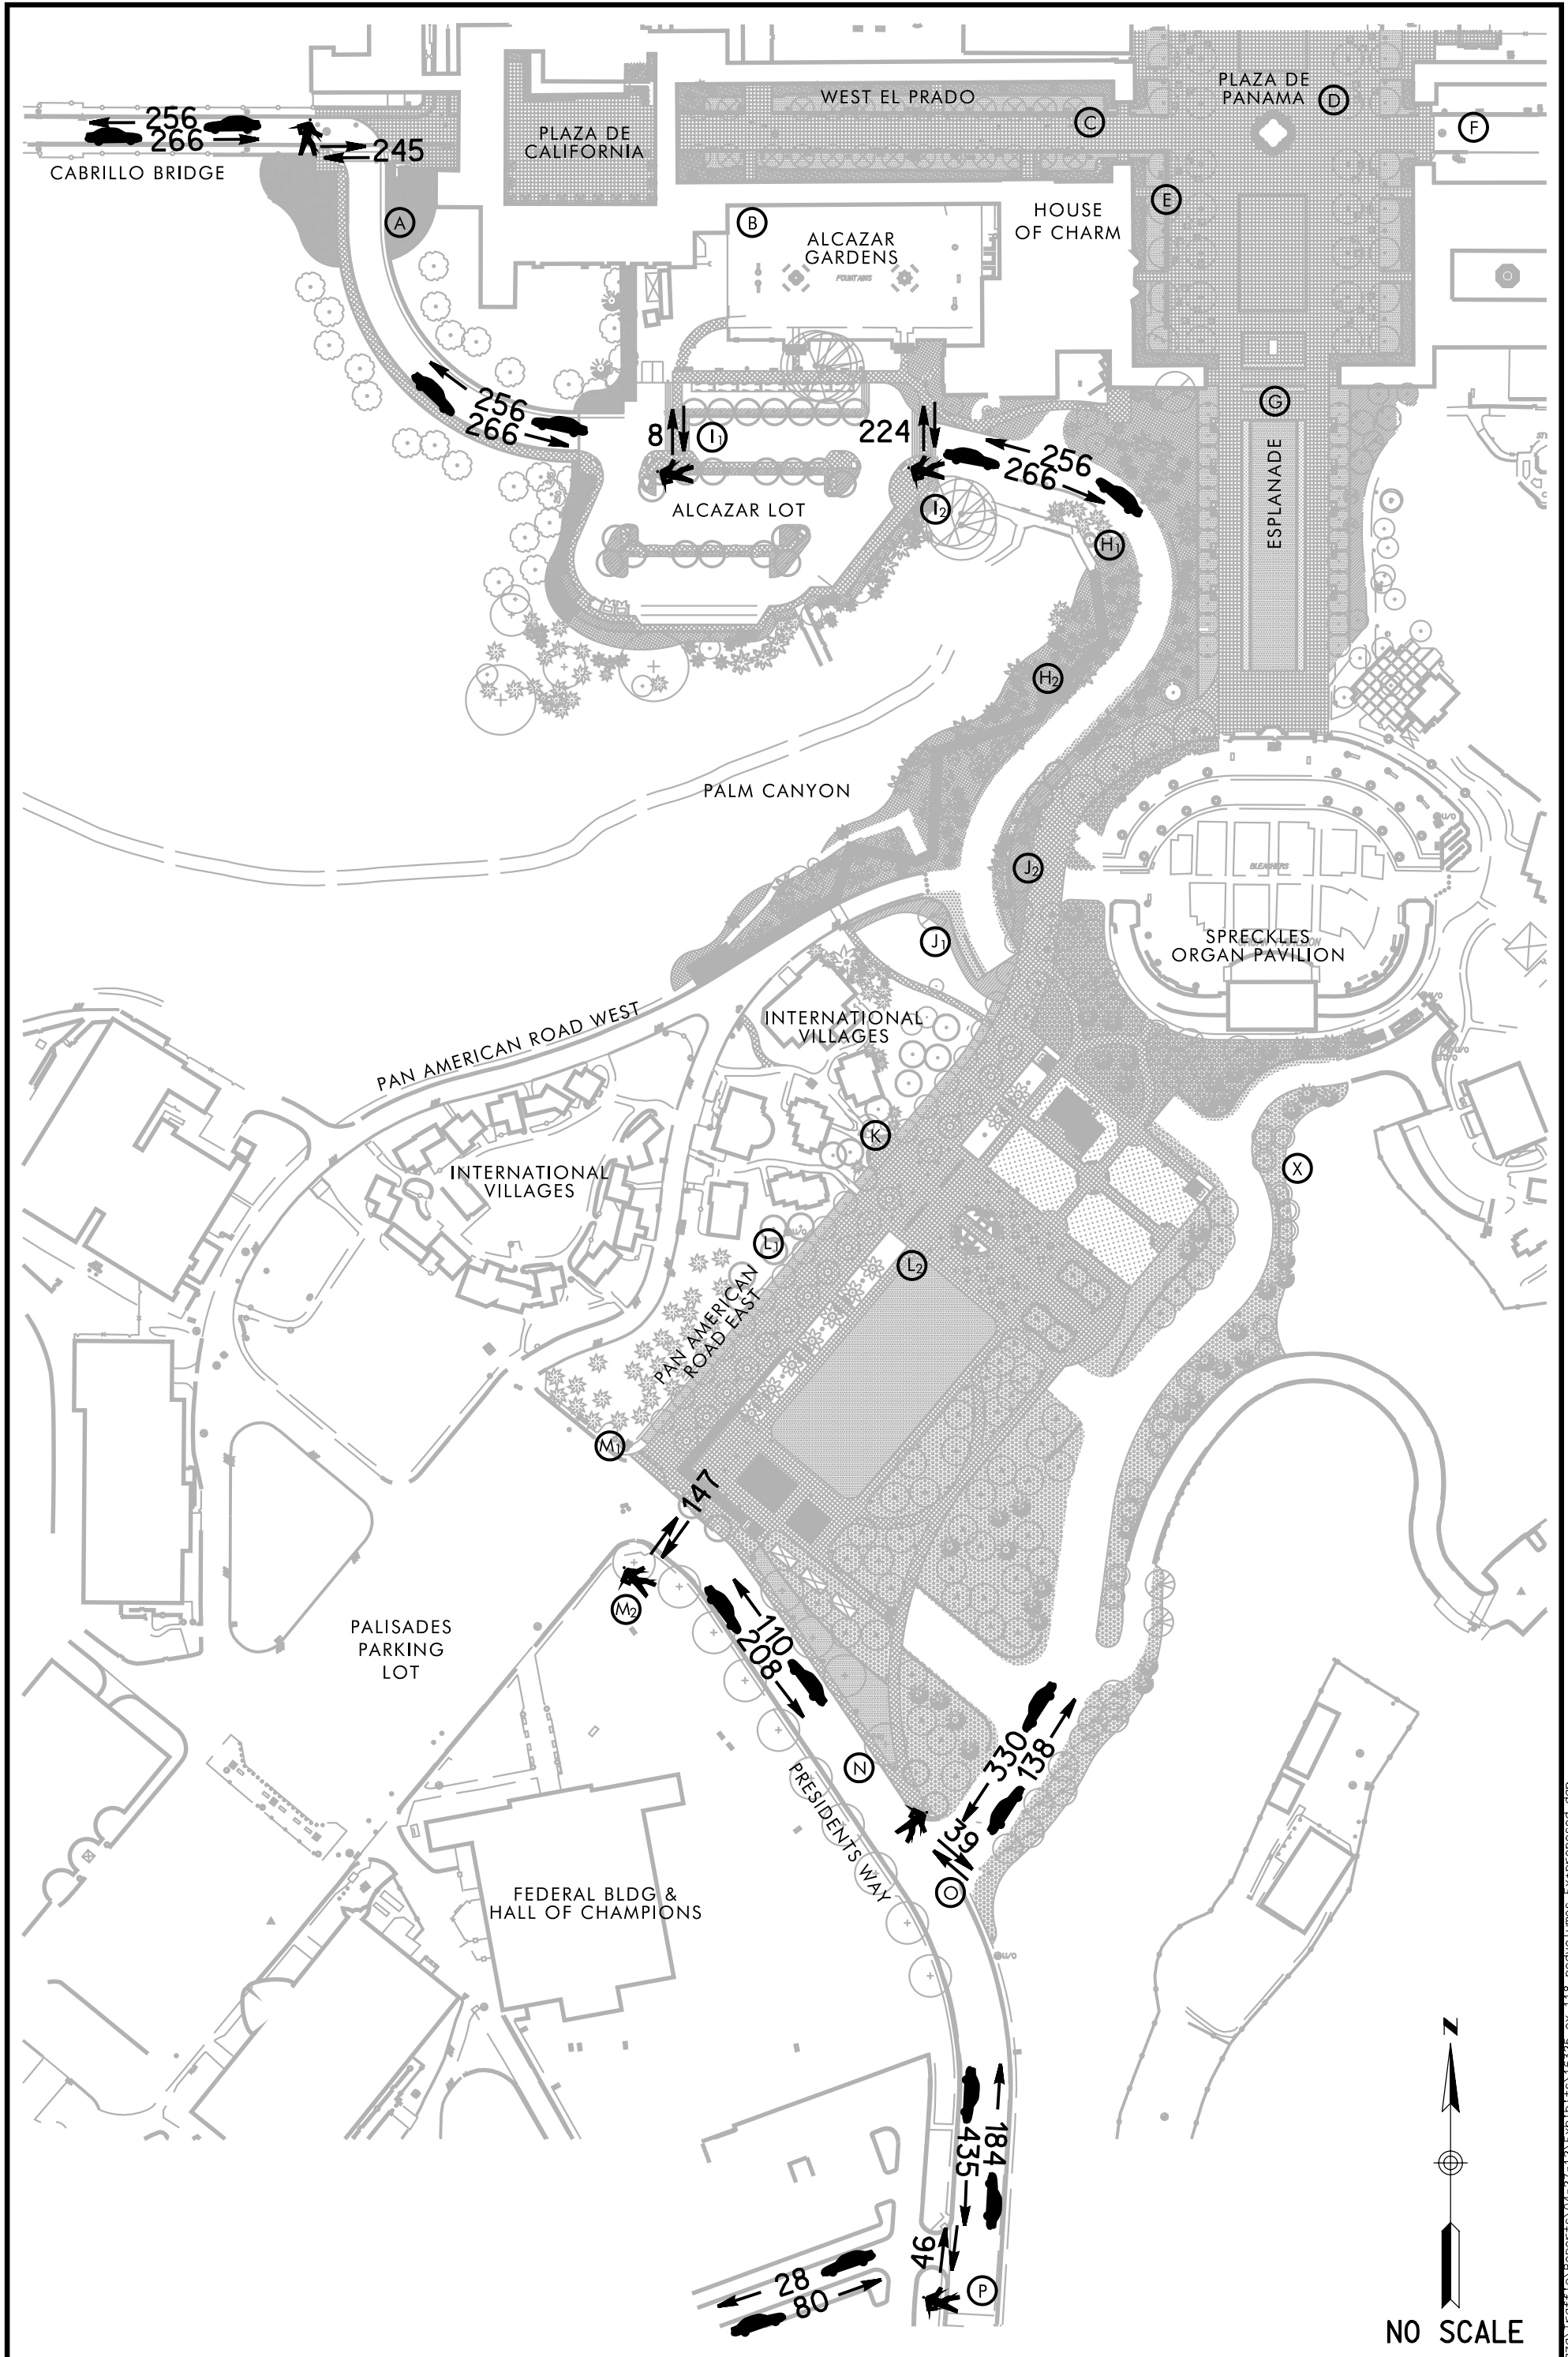 WEST EL PRADO
PLAZA DE
PANAMA
D
C
F
256
266
245
CABRILLO BRIDGE
PLAZA DE
CALIFORNIA
A
B
ALCAZAR
GARDENS
FOUNTAINS
HOUSE
OF CHARM
E
G
ESPLANADE
256
266
8
I1
224
256
266
ALCAZAR LOT
I2
H1
H2
PALM CANYON
J2
BLEACHERS
J1
SPRECKLES
ORGAN PAVILION
PAN AMERICAN ROAD WEST
INTERNATIONAL
VILLAGES
K
X
INTERNATIONAL
VILLAGES
L1
L2
PAN AMERICAN
ROAD EAST
M1
147
M2
PALISADES
PARKING
LOT
110
208
N
330
138
PRESIDENTS WAY
139
O
FEDERAL BLDG &
HALL OF CHAMPIONS
184
435
46
28
80
P
N
NO SCALE